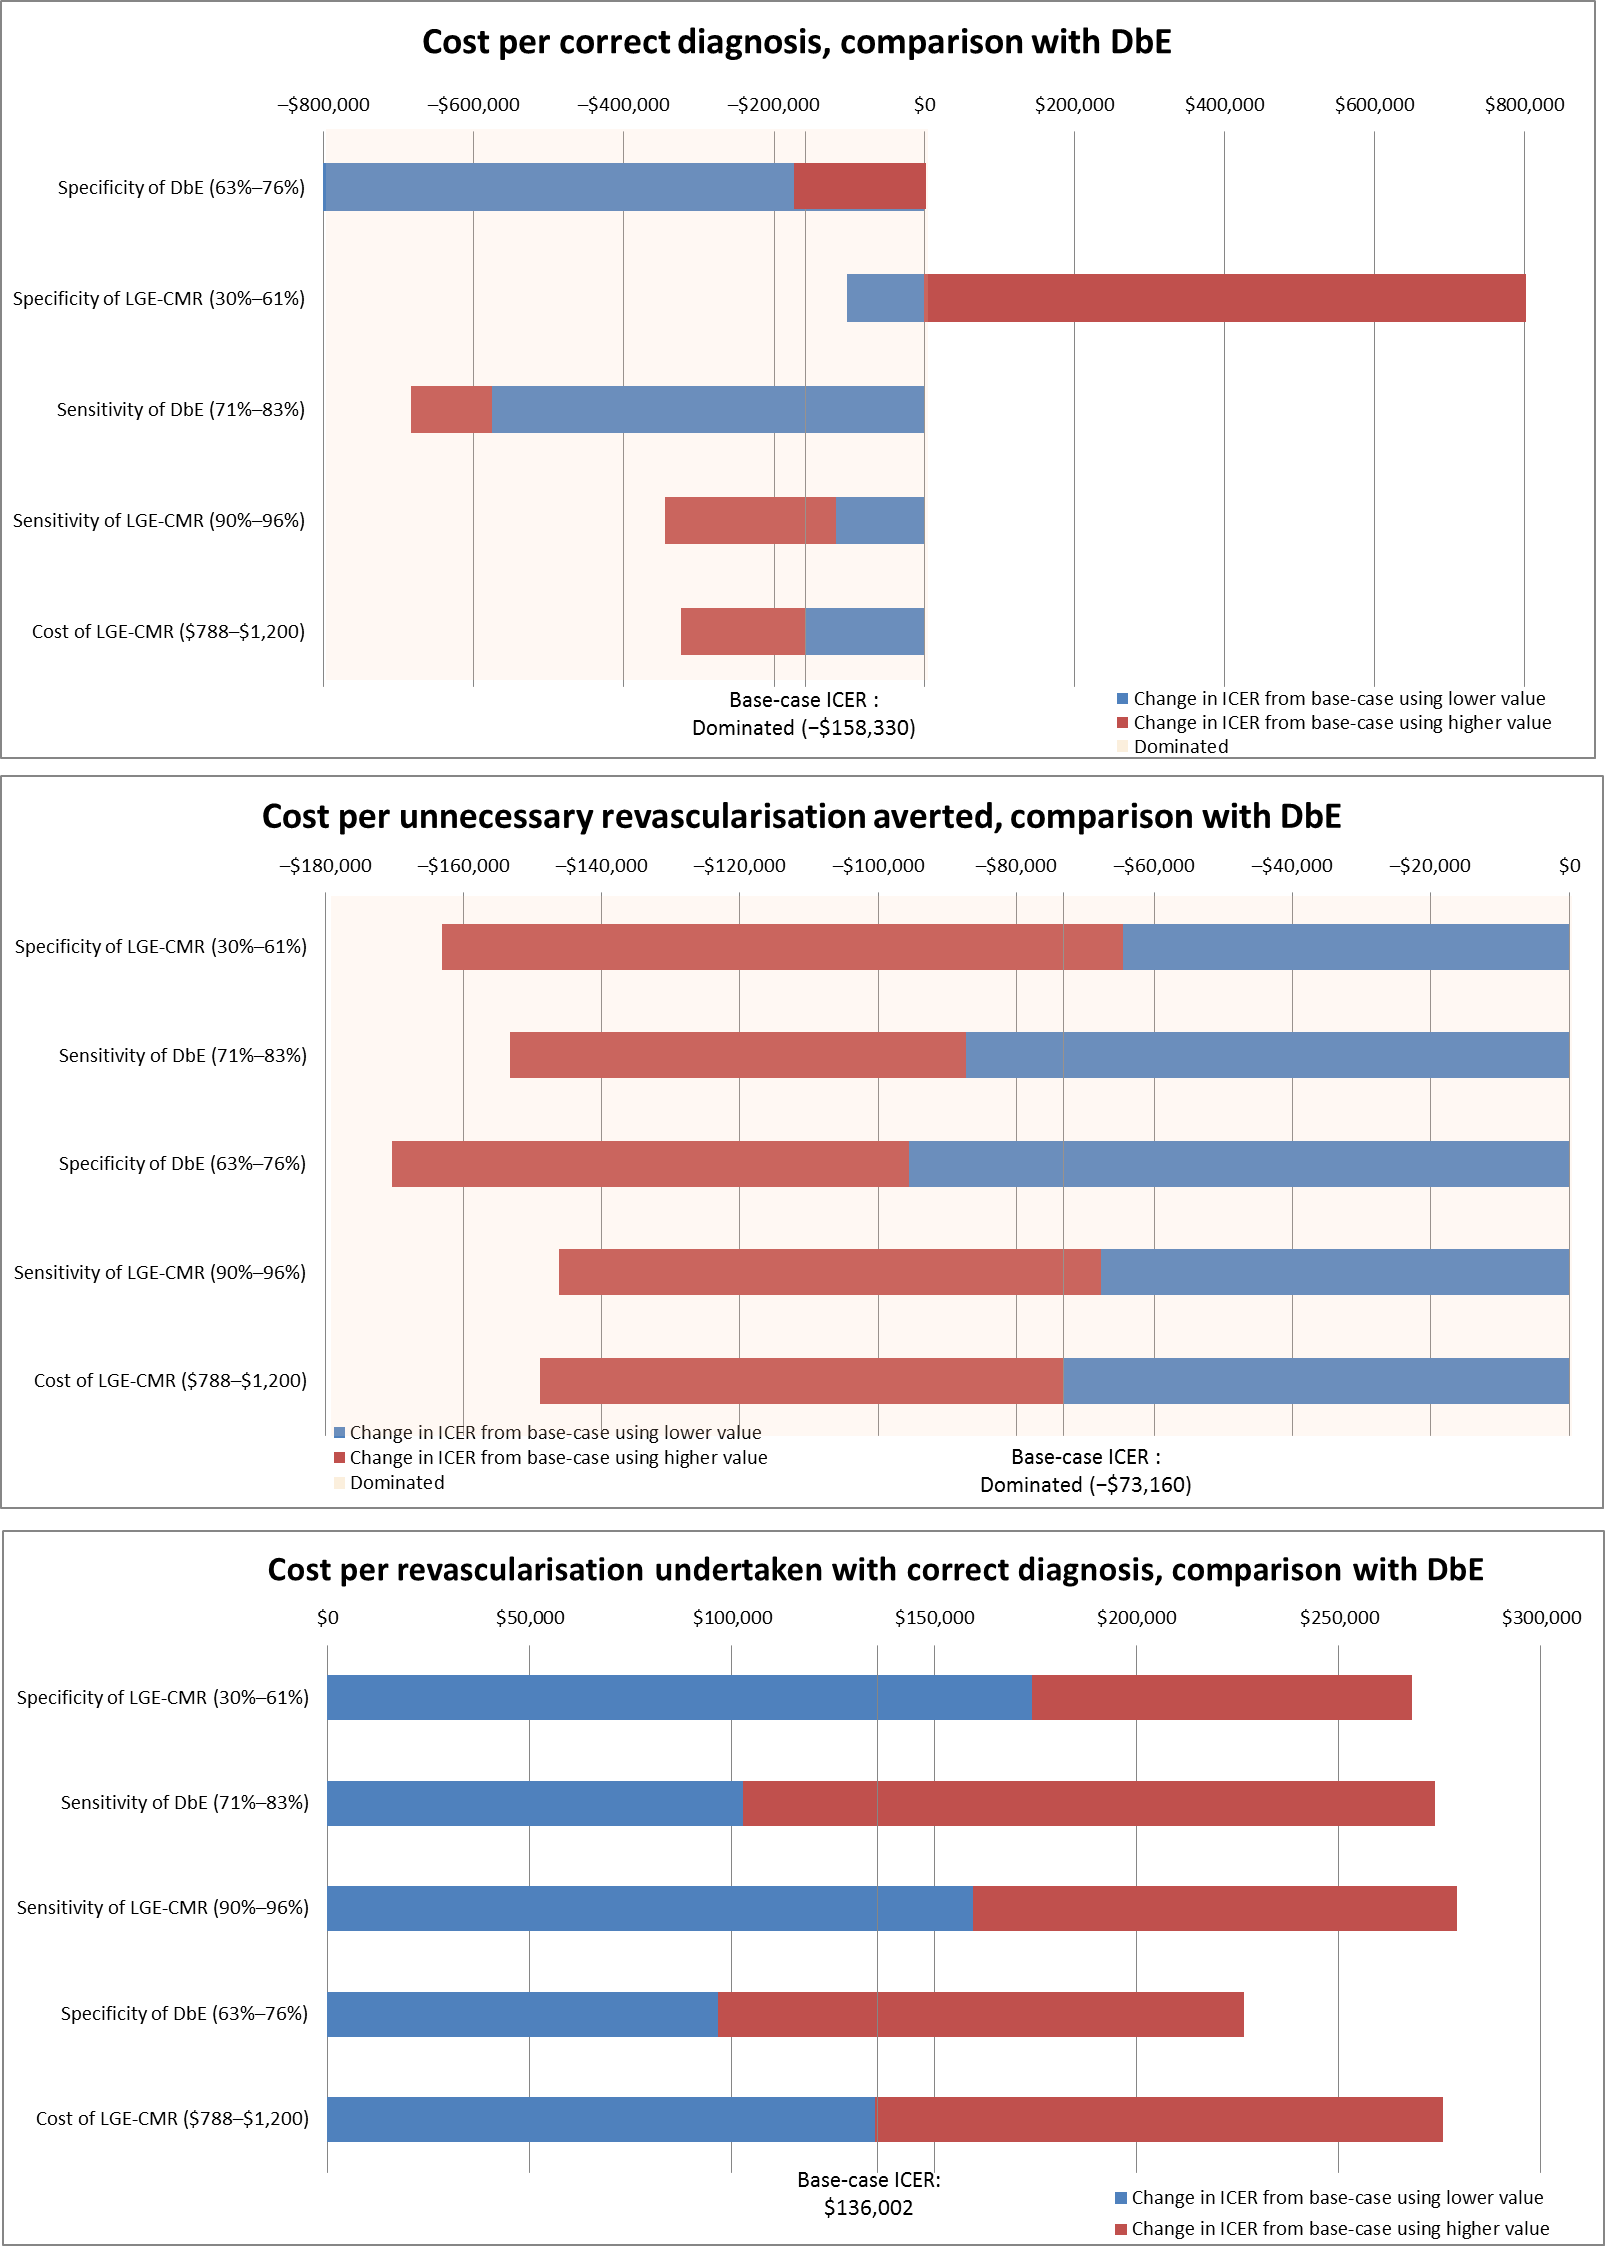 Cost per correct diagnosis, comparison with DbE
–$800,000 –$600,000 –$400,000 –$200,000 $0 $200,000 $400,000 $600,000 $800,000
Specificity of DbE (63%–76%)
Specificity of LGE-CMR (30%–61%)
Sensitivity of DbE (71%–83%)
Sensitivity of LGE-CMR (90%–96%)
Cost of LGE-CMR ($788–$1,200)
Base-case ICER :
Dominated (−$158,330)
Change in ICER from base-case using lower value
Change in ICER from base-case using higher value
Dominated
Cost per unnecessary revascularisation averted, comparison with DbE
–$180,000 –$160,000 –$140,000 –$120,000 –$100,000 –$80,000 –$60,000 –$40,000 –$20,000 $0
Specificity of LGE-CMR (30%–61%)
Sensitivity of DbE (71%–83%)
Specificity of DbE (63%–76%)
Sensitivity of LGE-CMR (90%–96%)
Cost of LGE-CMR ($788–$1,200)
Change in ICER from base-case using lower value
Change in ICER from base-case using higher value
Dominated
Base-case ICER :
Dominated (−$73,160)
Cost per revascularisation undertaken with correct diagnosis, comparison with DbE
$0 $50,000 $100,000 $150,000 $200,000 $250,000 $300,000
Specificity of LGE-CMR (30%–61%)
Sensitivity of DbE (71%–83%)
Sensitivity of LGE-CMR (90%–96%)
Specificity of DbE (63%–76%)
Cost of LGE-CMR ($788–$1,200)
Base-case ICER:
$136,002
Change in ICER from base-case using lower value
Change in ICER from base-case using higher value